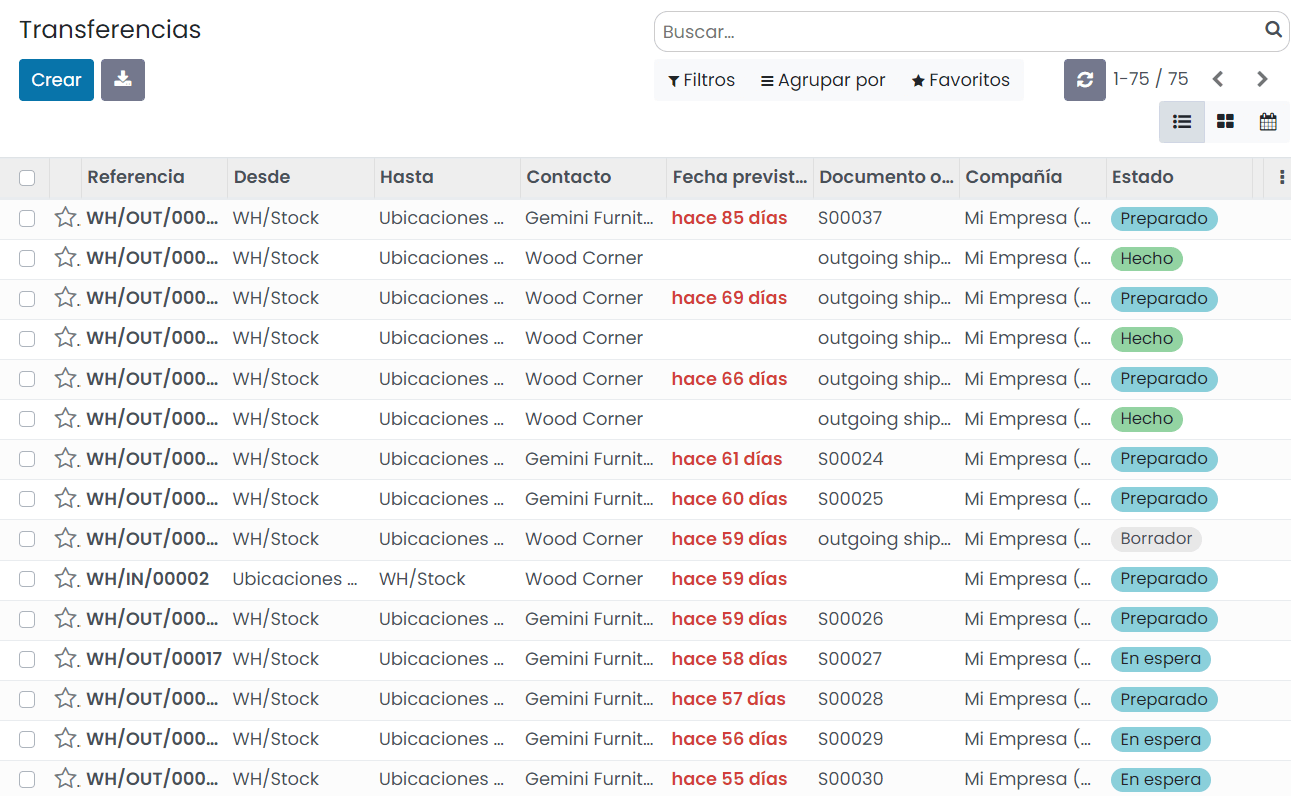 Transferencias
Buscar...
Crear
Filtros Agrupar por Favoritos 1-75 / 75
Referencia Desde Hasta Contacto Fecha previst... Documento o... Compañía Estado
WH/OUT/000... WH/Stock Ubicaciones ... Gemini Furnit... hace 85 días S00037 Mi Empresa (... Preparado
WH/OUT/000... WH/Stock Ubicaciones ... Wood Corner outgoing ship... Mi Empresa (... Hecho
WH/OUT/000... WH/Stock Ubicaciones ... Wood Corner hace 69 días outgoing ship... Mi Empresa (... Preparado
WH/OUT/000... WH/Stock Ubicaciones ... Wood Corner outgoing ship... Mi Empresa (... Hecho
WH/OUT/000... WH/Stock Ubicaciones ... Wood Corner hace 66 días outgoing ship... Mi Empresa (... Preparado
WH/OUT/000... WH/Stock Ubicaciones ... Wood Corner outgoing ship... Mi Empresa (... Hecho
WH/OUT/000... WH/Stock Ubicaciones ... Gemini Furnit... hace 61 días S00024 Mi Empresa (... Preparado
WH/OUT/000... WH/Stock Ubicaciones ... Gemini Furnit... hace 60 días S00025 Mi Empresa (... Preparado
WH/OUT/000... WH/Stock Ubicaciones ... Wood Corner hace 59 días outgoing ship... Mi Empresa (... Borrador
WH/IN/00002 Ubicaciones ... WH/Stock Wood Corner hace 59 días Mi Empresa (... Preparado
WH/OUT/000... WH/Stock Ubicaciones ... Gemini Furnit... hace 59 días S00026 Mi Empresa (... Preparado
WH/OUT/00017 WH/Stock Ubicaciones ... Gemini Furnit... hace 58 días S00027 Mi Empresa (... En espera
WH/OUT/000... WH/Stock Ubicaciones ... Gemini Furnit... hace 57 días S00028 Mi Empresa (... Preparado
WH/OUT/000... WH/Stock Ubicaciones ... Gemini Furnit... hace 56 días S00029 Mi Empresa (... En espera
WH/OUT/000... WH/Stock Ubicaciones ... Gemini Furnit... hace 55 días S00030 Mi Empresa (... En espera